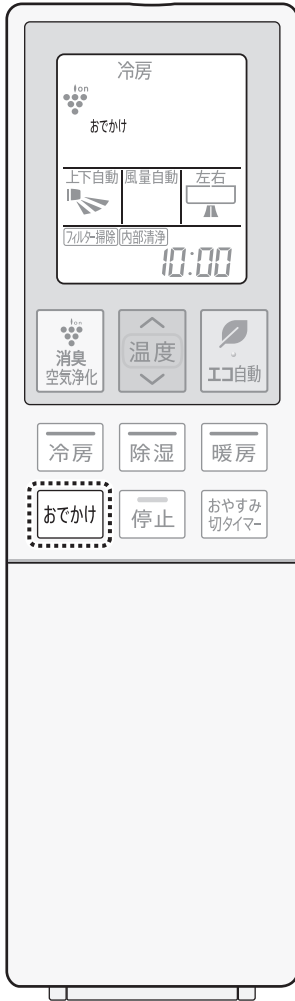 冷房
ion
おでかけ
上下自動 風量自動 左右
フィルター掃除 内部清浄
10:00
ion
消臭
空気浄化
温度
エコ自動
冷房 除湿 暖房
おでかけ
停止
おやすみ
切タイマー